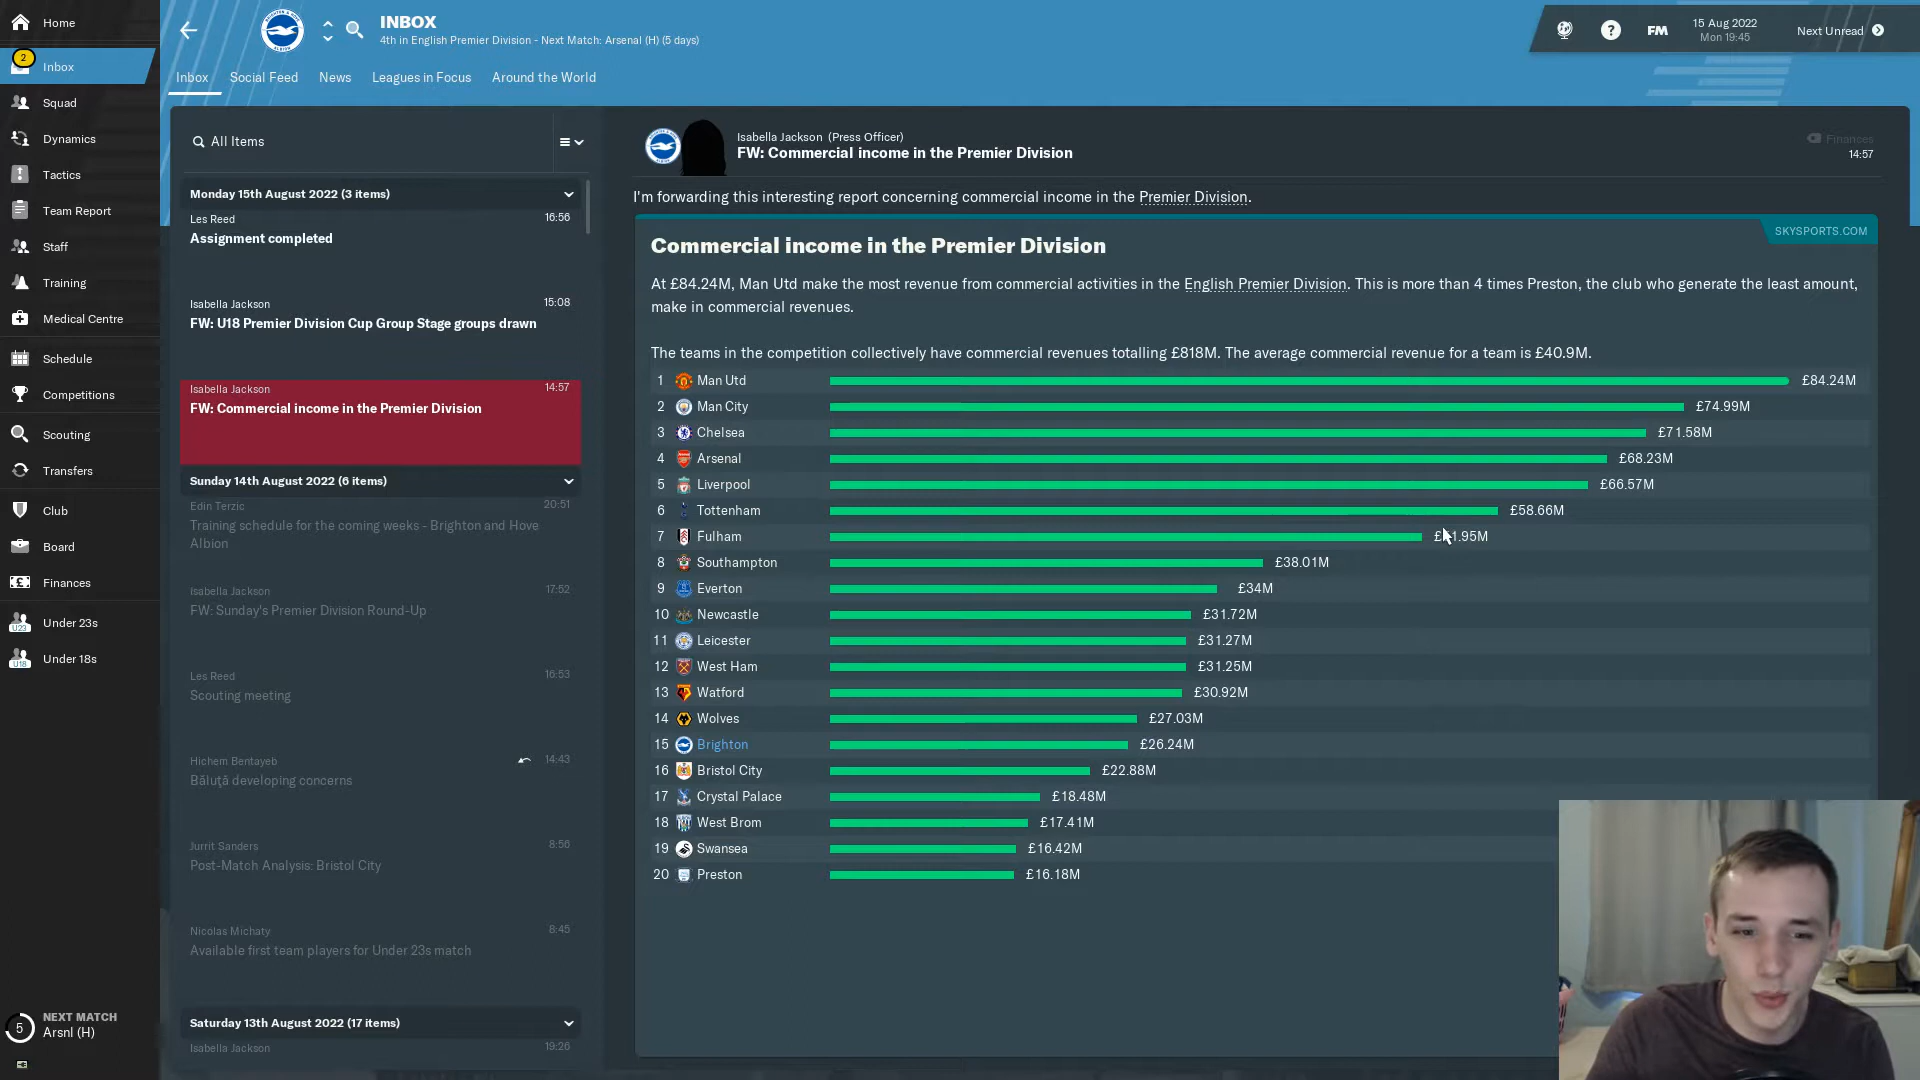 Home
2
Inbox
Squad
Dynamics
Tactics
Team Report
Staff
Training
Medical Centre
Schedule
Competitions
Scouting
Transfers
Club
Board
Finances
U23
Under 23s
U18
Under 18s
5
NEXT MATCH
Arsnl (H)
INBOX
4th in English Premier Division - Next Match: Arsenal (H) (5 days)
Inbox
Social Feed
News
Leagues in Focus
Around the World
?
FM
15 Aug 2022
Mon 19:45
Next Unread
All Items
Monday 15th August 2022 (3 items)
Les Reed 16:56
Assignment completed
Isabella Jackson 15:08
FW: U18 Premier Division Cup Group Stage groups drawn
Isabella Jackson 14:57
FW: Commercial income in the Premier Division
Sunday 14th August 2022 (6 items)
Edin Terzic 20:51
Training schedule for the coming weeks - Brighton and Hove
Albion
Isabella Jackson 17:52
FW: Sunday's Premier Division Round-Up
Les Reed 16:53
Scouting meeting
Hichem Bentayeb 14:43
Băluţă developing concerns
Jurrit Sanders 8:56
Post-Match Analysis: Bristol City
Nicolas Michaty 8:45
Available first team players for Under 23s match
Saturday 13th August 2022 (17 items)
Isabella Jackson 19:26
Isabella Jackson (Press Officer)
FW: Commercial income in the Premier Division
Finances
14:57
I'm forwarding this interesting report concerning commercial income in the Premier Division.
SKYSPORTS.COM
Commercial income in the Premier Division
At £84.24M, Man Utd make the most revenue from commercial activities in the English Premier Division. This is more than 4 times Preston, the club who generate the least amount,
make in commercial revenues.
The teams in the competition collectively have commercial revenues totalling £818M. The average commercial revenue for a team is £40.9M.
1 Man Utd £84.24M
2 Man City £74.99M
3 Chelsea £71.58M
4 Arsenal £68.23M
5 Liverpool £66.57M
6 Tottenham £58.66M
7 Fulham
8 Southampton £38.01M
9 Everton £34M
10 Newcastle £31.72M
11 Leicester £31.27M
12 West Ham £31.25M
13 Watford £30.92M
14 Wolves £27.03M
15 Brighton £26.24M
16 Bristol City £22.88M
17 Crystal Palace £18.48M
18 West Brom £17.41M
19 Swansea £16.42M
20 Preston £16.18M